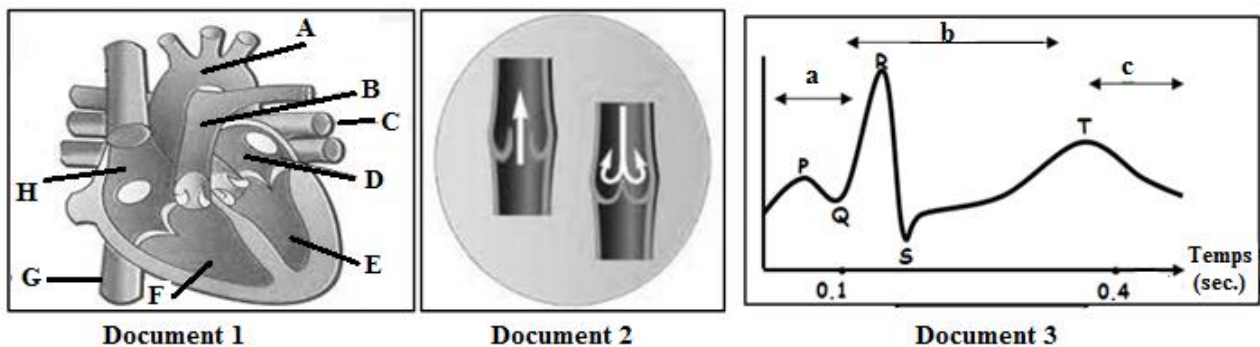 A
B
C
D
E
F
G
H
Document 1
Document 2
a
b
c
P
Q
R
S
T
0.1
0.4
Temps
(sec.)
Document 3